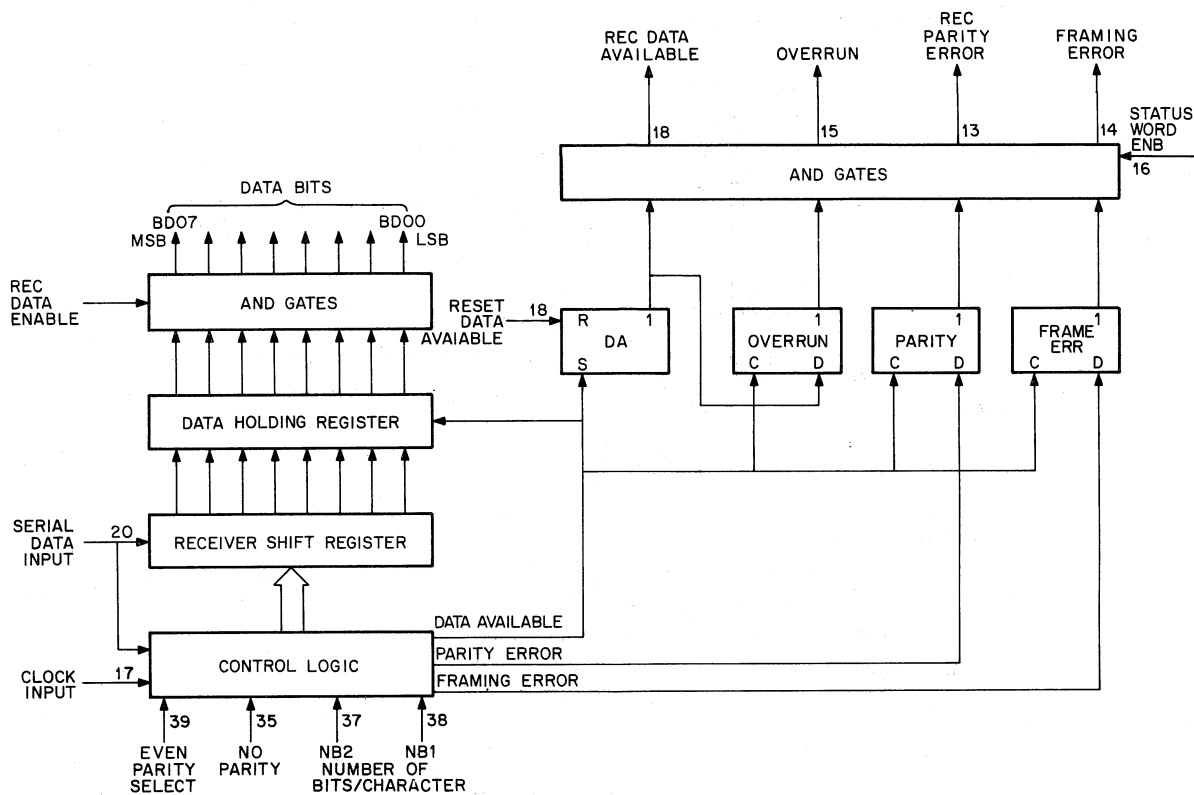 REC DATA
AVAILABLE
OVERRUN
REC
PARITY
ERROR
FRAMING
ERROR
18
15
13
14
STATUS
WORD
ENB
16
AND GATES
DATA BITS
BD07
BD00
MSB
LSB
REC
DATA
ENABLE
AND GATES
RESET
DATA
AVAIABLE
18
R 1
DA
S
1
OVERRUN
C D
1
PARITY
C D
1
FRAME
ERR
C D
DATA HOLDING REGISTER
SERIAL
DATA
INPUT
20
RECEIVER SHIFT REGISTER
DATA AVAILABLE
PARITY ERROR
FRAMING ERROR
CONTROL LOGIC
CLOCK
INPUT
17
39
35
37
38
EVEN
PARITY
SELECT
NO
PARITY
NB2 NB1
NUMBER OF
BITS/CHARACTER